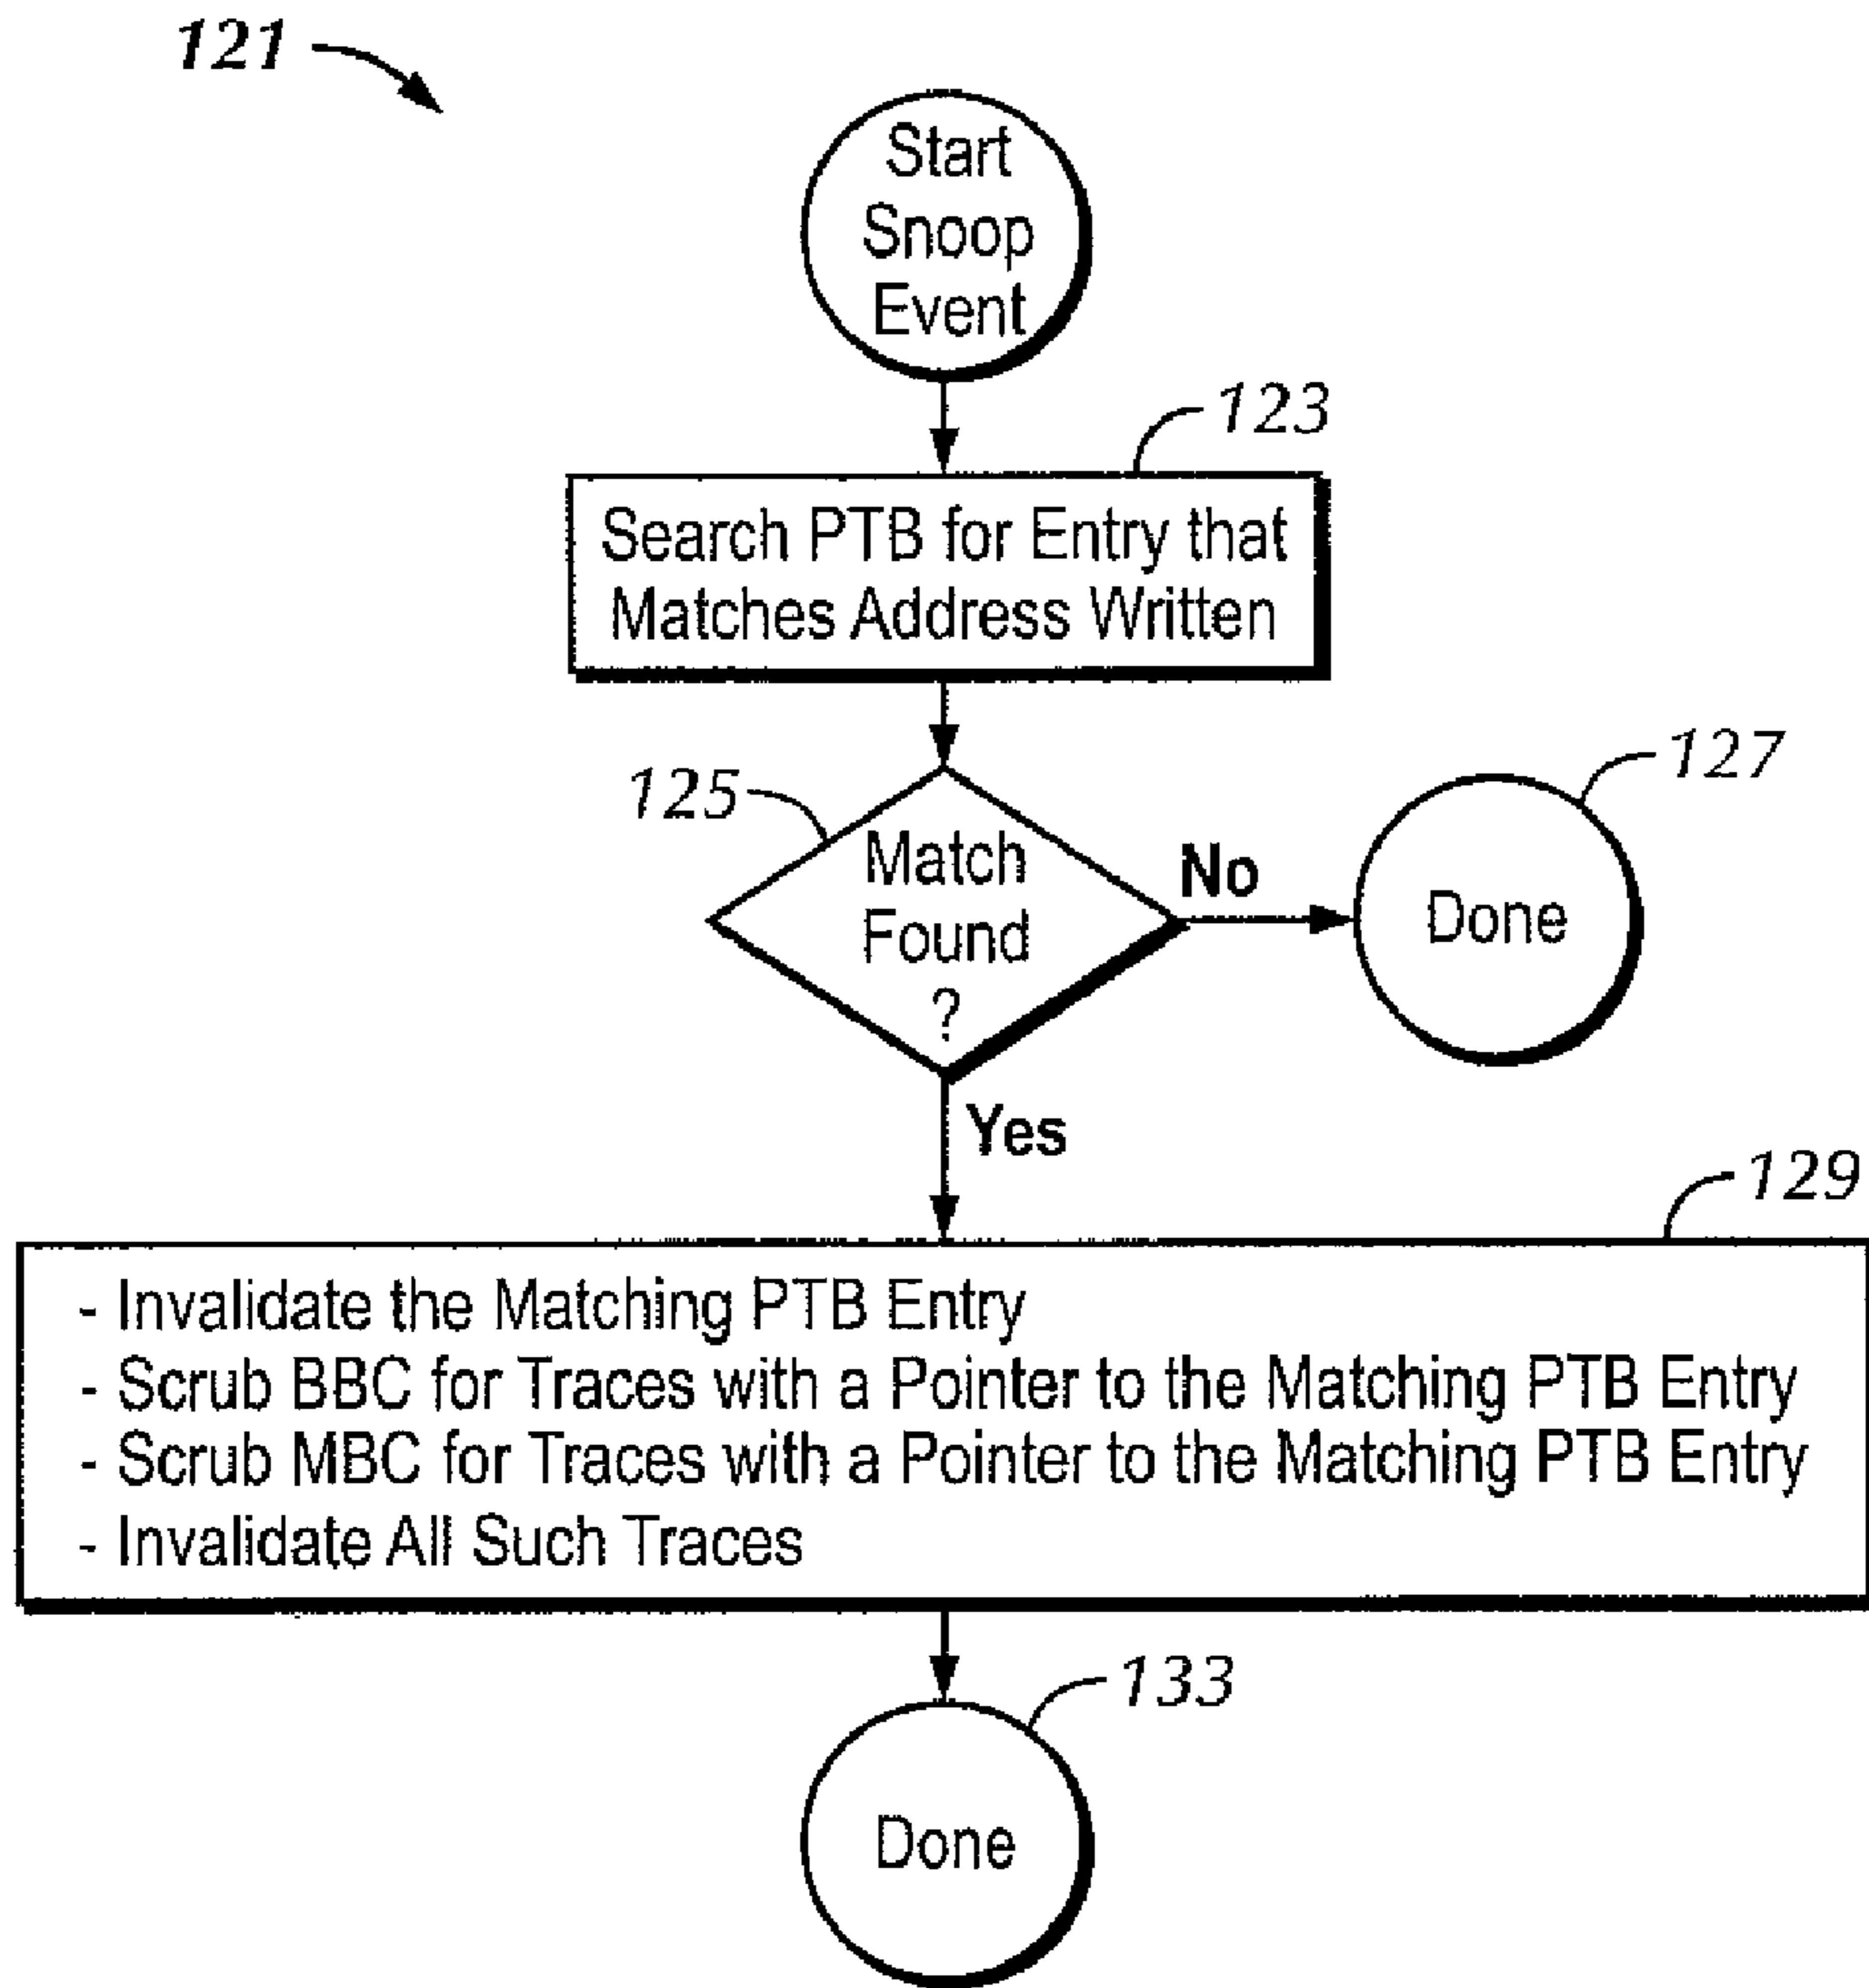 121
Start
Snoop
Event
123
Search PTB for Entry that
Matches Address Written
125
Match
Found
?
No
127
Done
Yes
129
- Invalidate the Matching PTB Entry
- Scrub BBC for Traces with a Pointer to the Matching PTB Entry
- Scrub MBC for Traces with a Pointer to the Matching PTB Entry
- Invalidate All Such Traces
133
Done